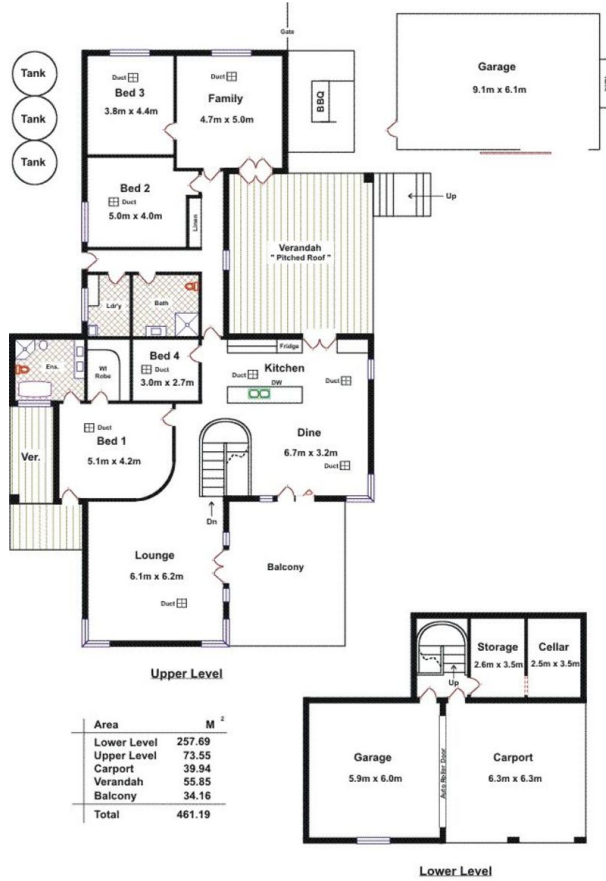 Gate
Tank
Tank
Tank
Duct
Bed 3
3.8m x 4.4m
Duct
Family
4.7m x 5.0m
BBQ
Garage
9.1m x 6.1m
Bed 2
Duct
5.0m x 4.0m
Linen
Up
Verandah
" Pitched Roof "
Ldr'y
Bath
Ens.
WI
Robe
Bed 4
Duct
3.0m x 2.7m
Fridge
Kitchen
Duct
DW
Duct
Ver.
Duct
Bed 1
5.1m x 4.2m
Dine
6.7m x 3.2m
Duct
Dn
Lounge
6.1m x 6.2m
Duct
Balcony
Upper Level
Storage
2.6m x 3.5m
Cellar
2.5m x 3.5m
Up
Garage
5.9m x 6.0m
Auto Roller Door
Carport
6.3m x 6.3m
Lower Level
Area M 2
Lower Level 257.69
Upper Level 73.55
Carport 39.94
Verandah 55.85
Balcony 34.16
Total 461.19